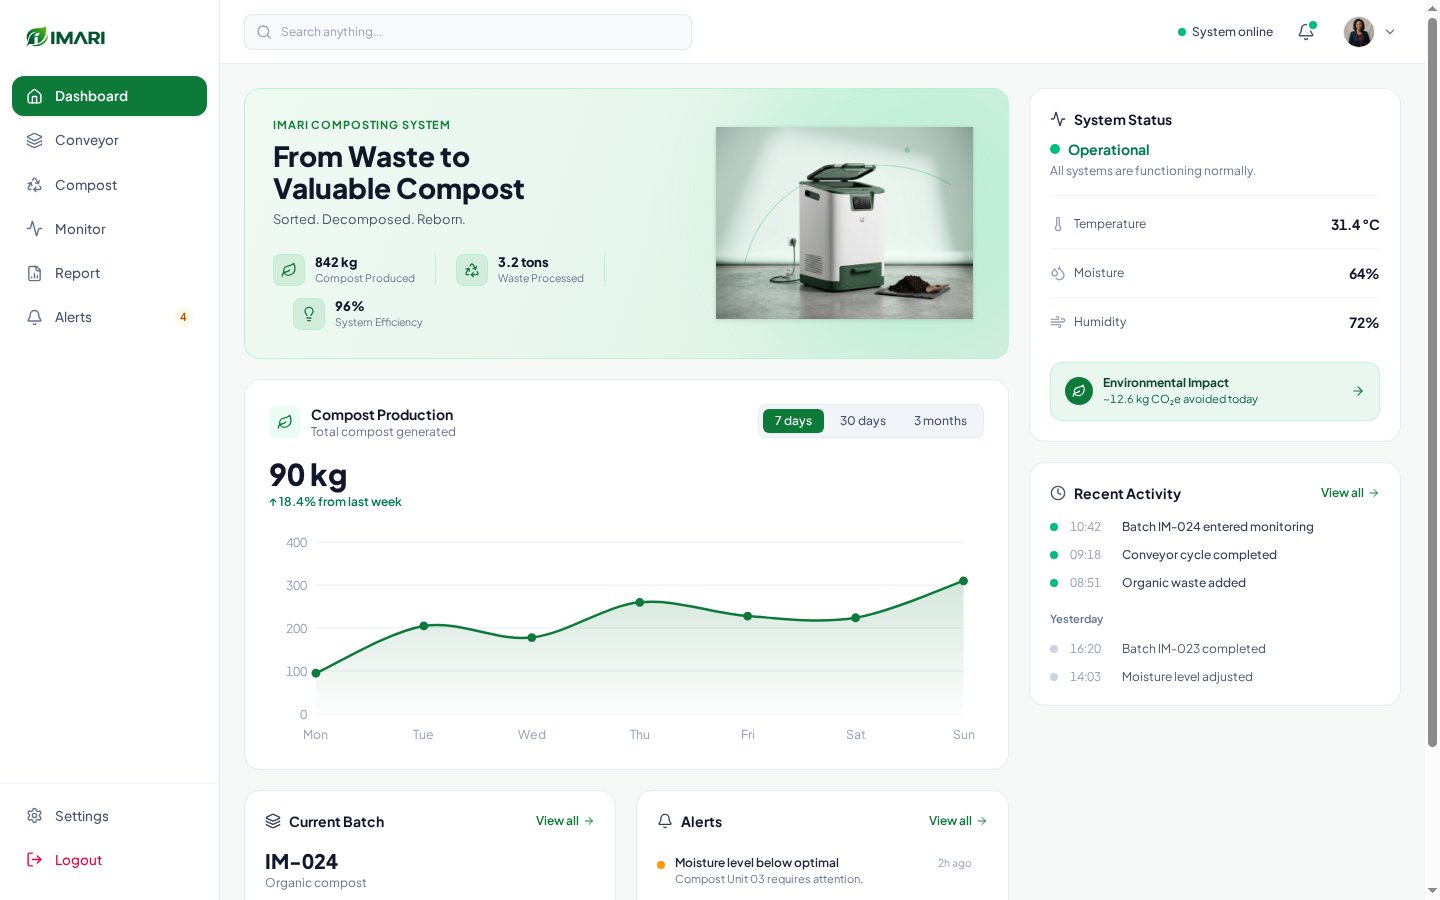 IMARI
Dashboard
Conveyor
Compost
Monitor
Report
Alerts
4
Settings
Logout
Search anything...
System online
IMARI COMPOSTING SYSTEM
From Waste to
Valuable Compost
Sorted. Decomposed. Reborn.
842 kg
Compost Produced
3.2 tons
Waste Processed
96%
System Efficiency
Compost Production
Total compost generated
7 days
30 days
3 months
90 kg
↑ 18.4% from last week
400
300
200
100
0
Mon
Tue
Wed
Thu
Fri
Sat
Sun
Current Batch
View all →
IM-024
Organic compost
Alerts
View all →
Moisture level below optimal
2h ago
Compost Unit 03 requires attention.
System Status
Operational
All systems are functioning normally.
Temperature
31.4 °C
Moisture
64%
Humidity
72%
Environmental Impact
~12.6 kg CO₂e avoided today
Recent Activity
View all →
10:42
Batch IM-024 entered monitoring
09:18
Conveyor cycle completed
08:51
Organic waste added
Yesterday
16:20
Batch IM-023 completed
14:03
Moisture level adjusted